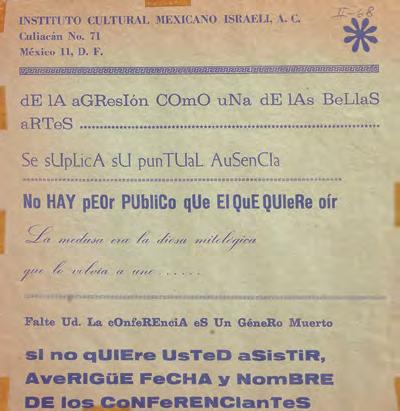 II-68
INSTITUTO CULTURAL MEXICANO ISRAELI, A. C.
Culiacán No. 71
México 11, D. F.
dE lA aGResIón COmO uNa dE lAs BeLlaS
aRTeS ........................................
Se sUpLicA sU punTUaL AuSenCIa
No HAY pEOr PUbliCo qUe El QuE QUIeRe oír
La medusa era la diosa mitológica
que lo volvía a uno ......
Falte Ud. La cOnfeREnciA eS Un GéneRo Muerto
sI no qUIEre UsTeD aSisTiR,
AveRIGüE FeCHA y NomBRE
DE los CoNFeRENCIanTeS